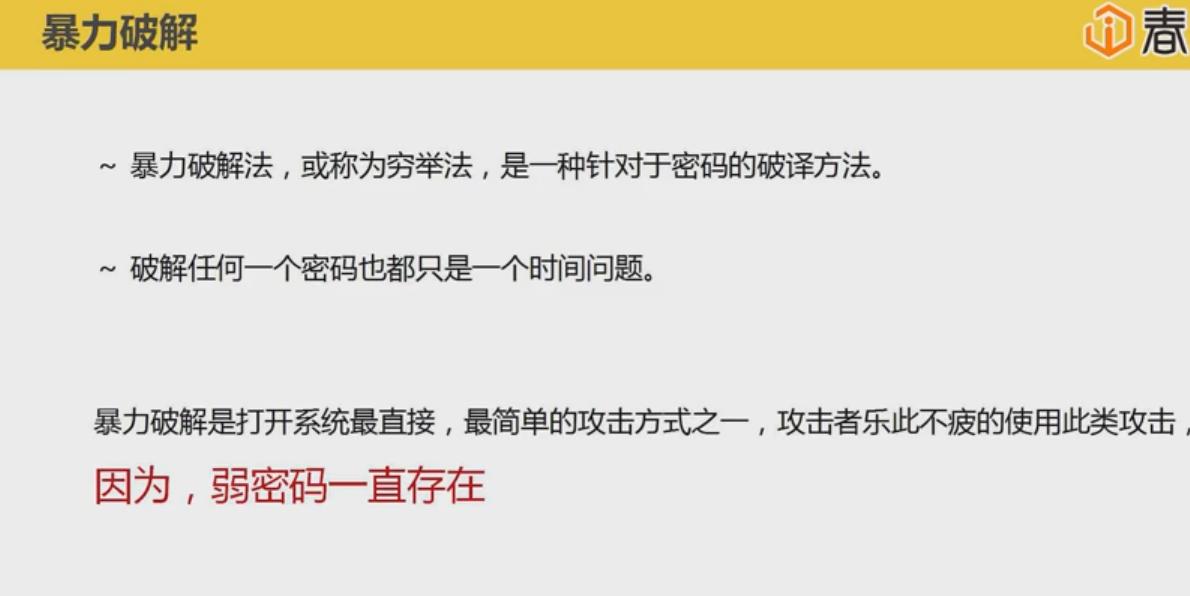 暴力破解
春
~ 暴力破解法，或称为穷举法，是一种针对于密码的破译方法。
~ 破解任何一个密码也都只是一个时间问题。
暴力破解是打开系统最直接，最简单的攻击方式之一，攻击者乐此不疲的使用此类攻击，
因为，弱密码一直存在